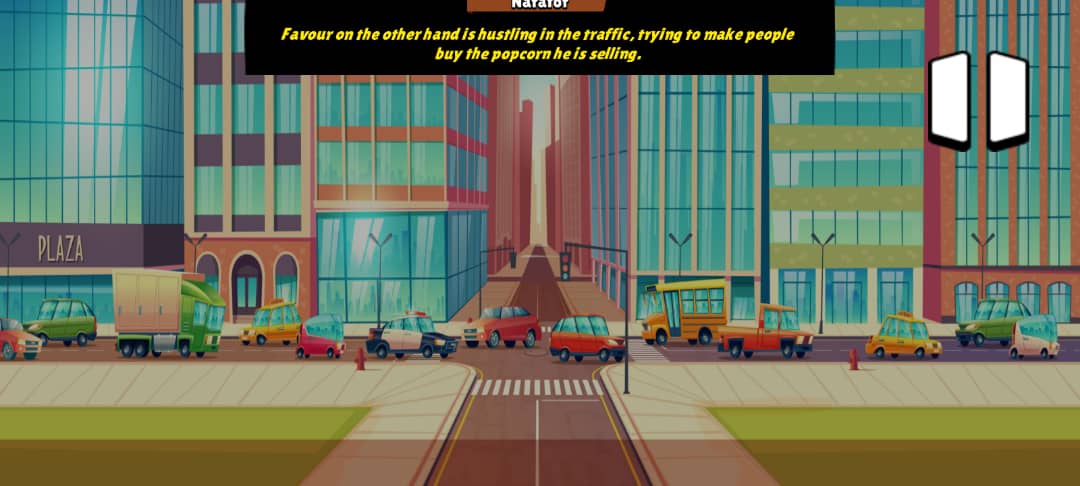 Narator
Favour on the other hand is hustling in the traffic, trying to make people
buy the popcorn he is selling.
PLAZA